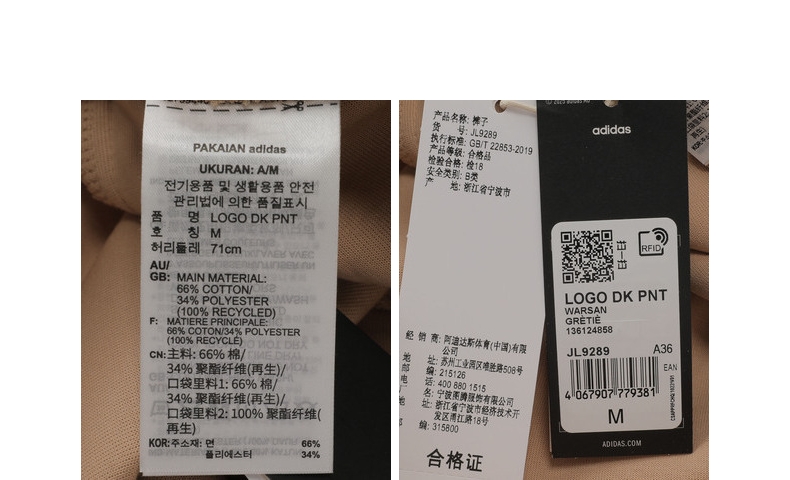 PAKAIAN adidas
UKURAN: A/M
전기용품 및 생활용품 안전
관리법에 의한 품질표시
품 명 LOGO DK PNT
호 칭 M
허리둘레 71cm
AU/
GB: MAIN MATERIAL:
66% COTTON/
34% POLYESTER
(100% RECYCLED)
F: MATIERE PRINCIPALE:
66% COTON/34% POLYESTER
(100% RECYCLÉ)
CN: 主料: 66% 棉/
34% 聚酯纤维(再生)/
口袋里料1: 66% 棉/
34% 聚酯纤维(再生)/
口袋里料2: 100% 聚酯纤维(
再生)
KOR: 주소재: 면 66%
폴리에스터 34%
产品名称: 裤子
货 号: JL9289
执行标准: GB/T 22853-2019
产品等级: 合格品
检验合格: 检18
安全类别: B类
产 地: 浙江省宁波市
经 销 商: 阿迪达斯体育(中国)有限
公司
地 址: 苏州工业园区唯胜路508号
邮 编: 215126
电 话: 400 880 1515
名: 宁波图腾服饰有限公司
地 址: 浙江省宁波市经济技术开
发区甬江路18号
编: 315800
合格证
adidas
RFID
LOGO DK PNT
WARSAN
GRETIE
136124858
JL9289 A36
EAN
4 067907 779381
M
ADIDAS.COM